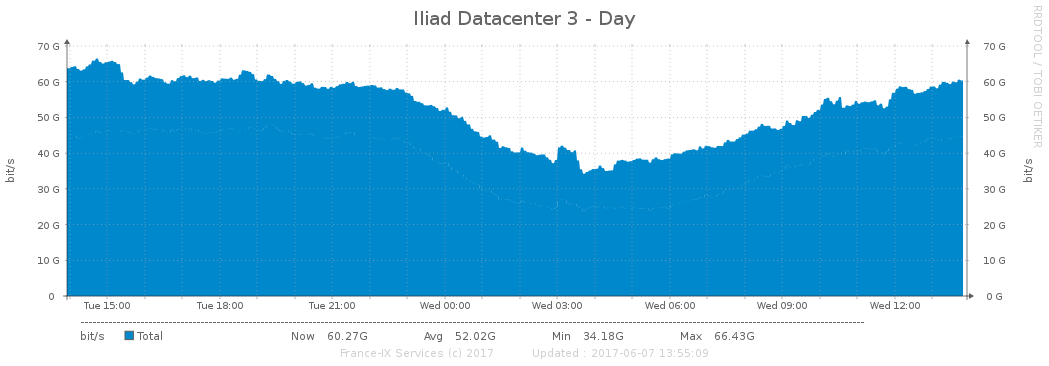 Iliad Datacenter 3 - Day
RRDTOOL / TOBI OETIKER
70 G 70 G
60 G 60 G
50 G 50 G
40 G 40 G
30 G 30 G
20 G 20 G
10 G 10 G
0 0 G
bit/s bit/s
Tue 15:00 Tue 18:00 Tue 21:00 Wed 00:00 Wed 03:00 Wed 06:00 Wed 09:00 Wed 12:00
bit/s Total Now 60.27G Avg 52.02G Min 34.18G Max 66.43G
France-IX Services (c) 2017 Updated : 2017-06-07 13:55:09